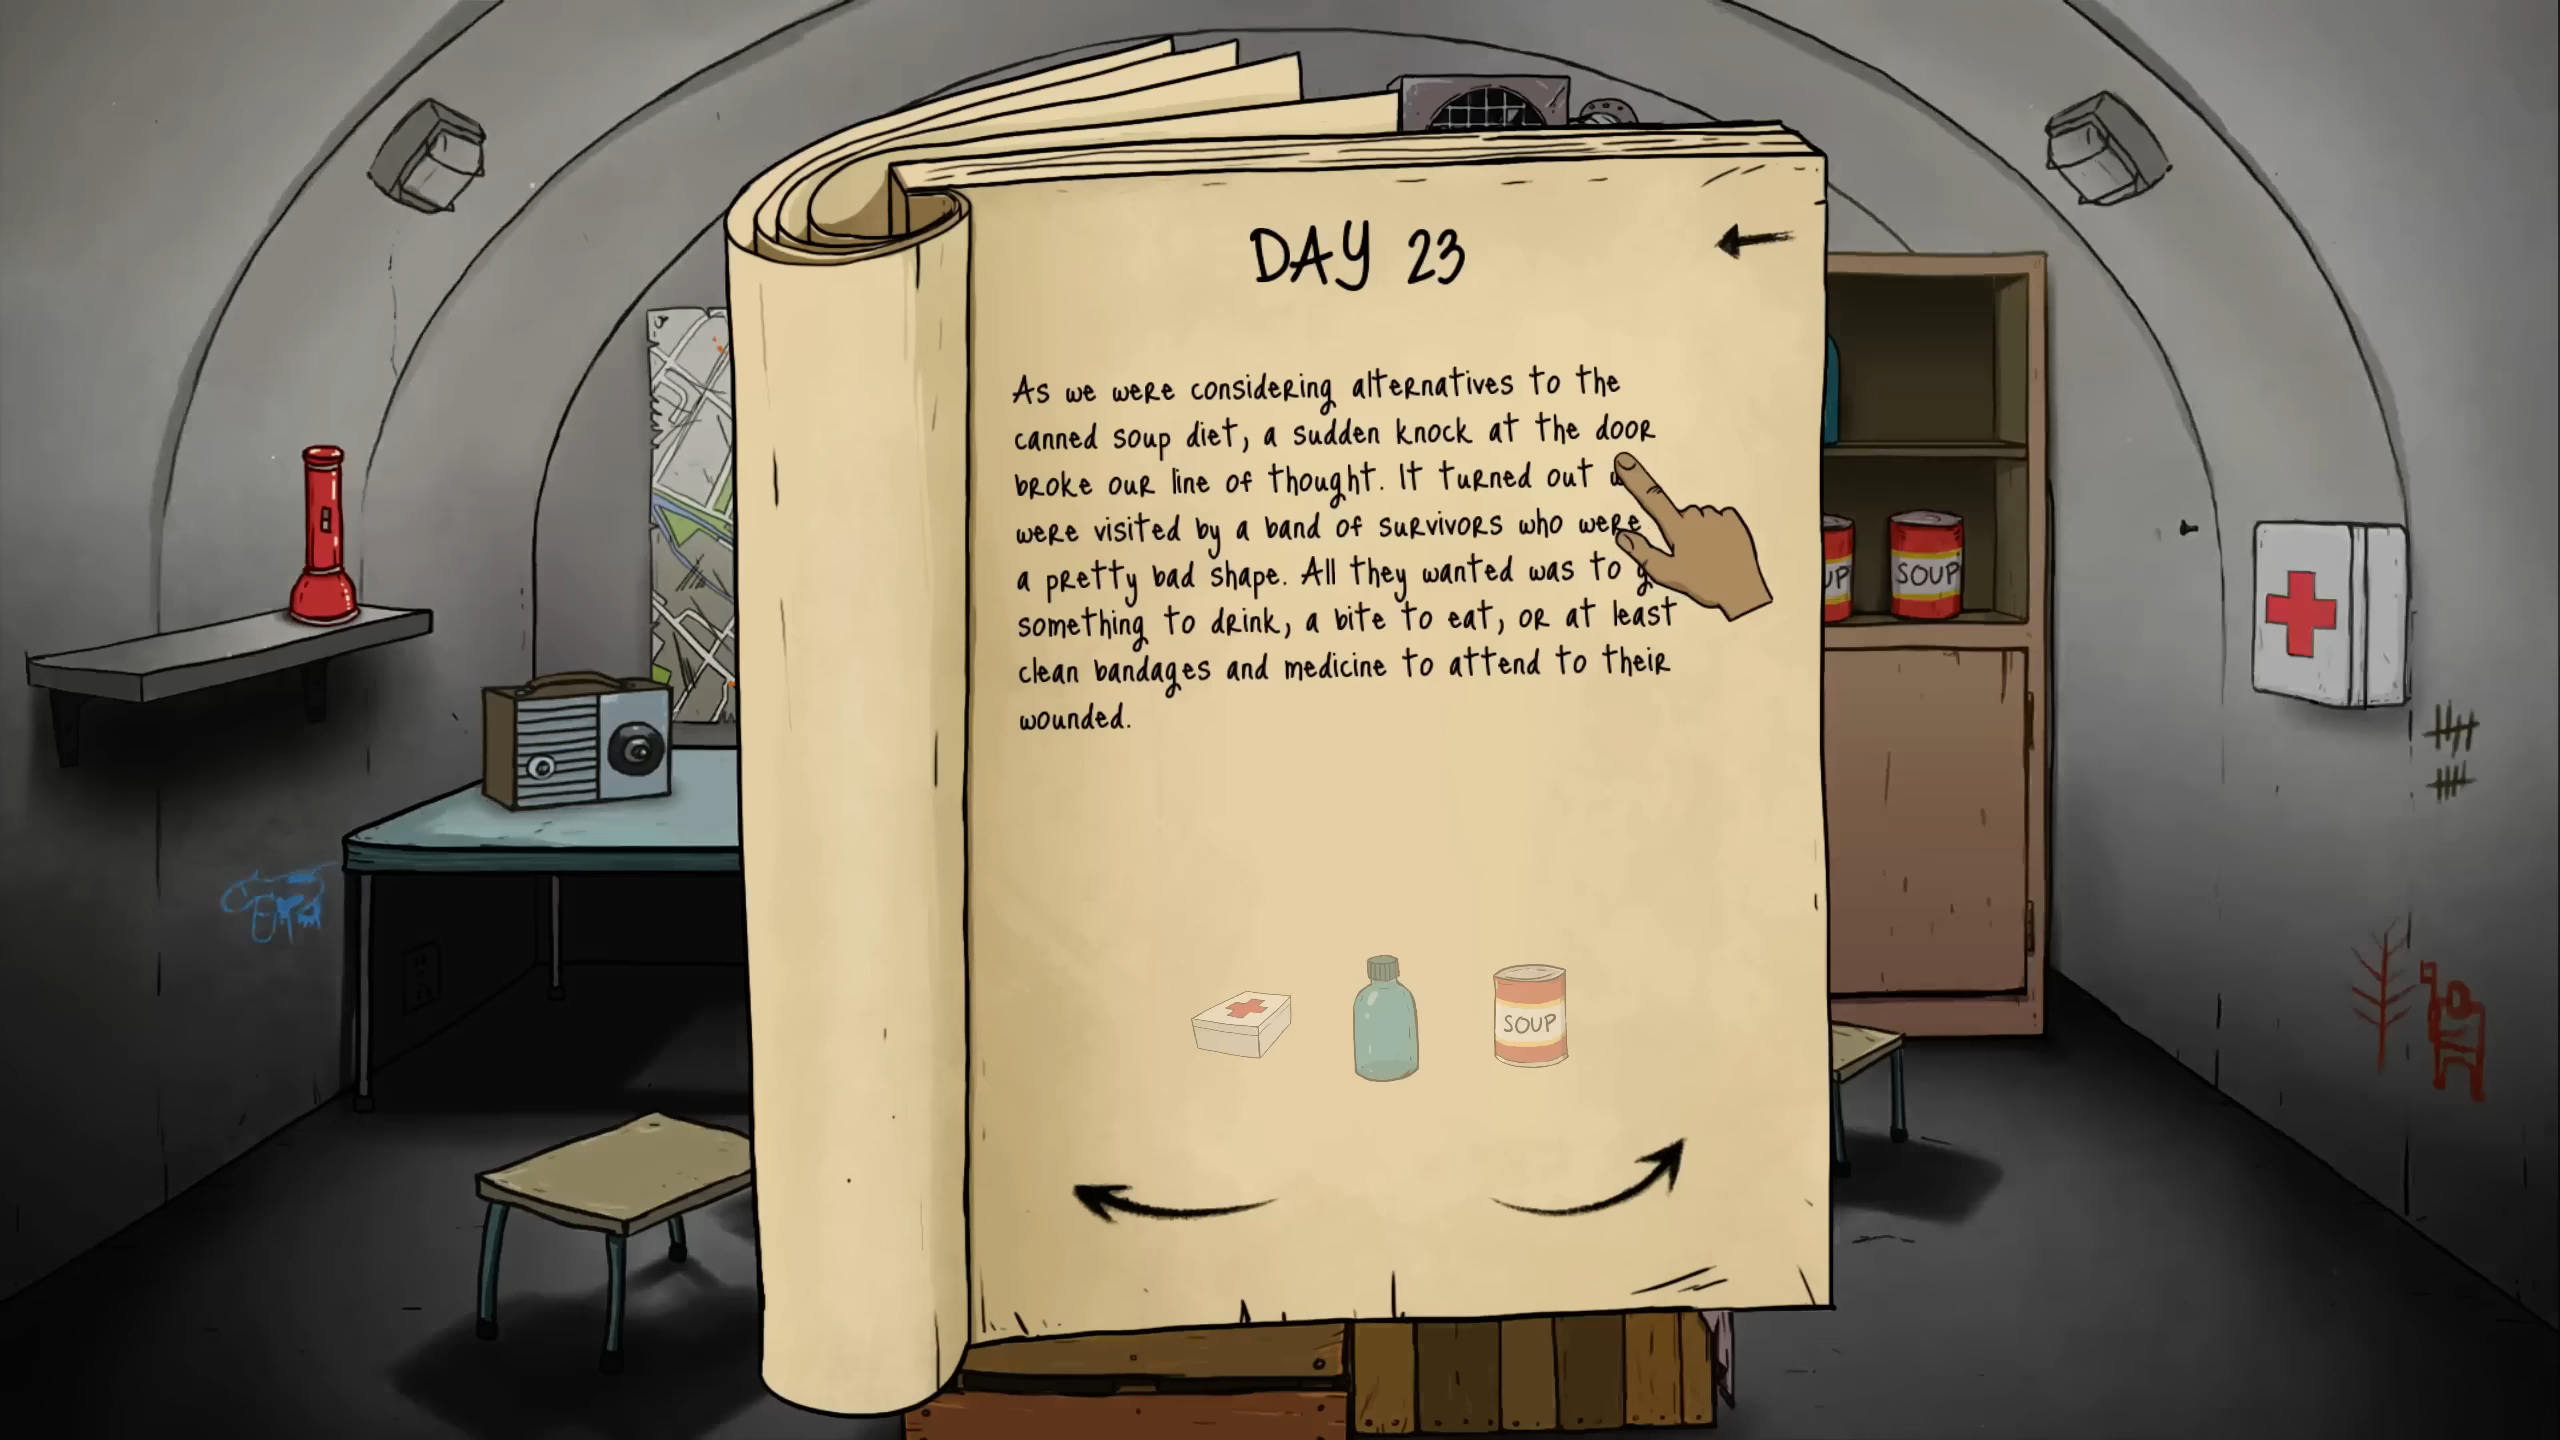 DAY 23
As we were considering alternatives to the
canned soup diet, a sudden knock at the door
broke our line of thought. It turned out
were visited by a band of survivors who were
a pretty bad shape. All they wanted was to
something to drink, a bite to eat, or at least
clean bandages and medicine to attend to their
wounded.
SOUP
SOUP